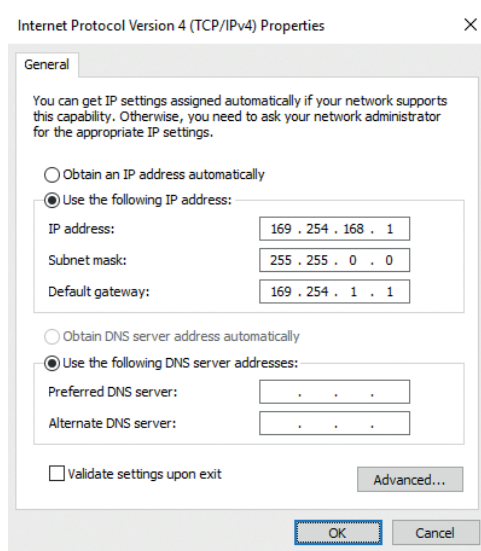 Internet Protocol Version 4 (TCP/IPv4) Properties
General
You can get IP settings assigned automatically if your network supports
this capability. Otherwise, you need to ask your network administrator
for the appropriate IP settings.
Obtain an IP address automatically
Use the following IP address:
IP address: 169 . 254 . 168 . 1
Subnet mask: 255 . 255 . 0 . 0
Default gateway: 169 . 254 . 1 . 1
Obtain DNS server address automatically
Use the following DNS server addresses:
Preferred DNS server: . . .
Alternate DNS server: . . .
Validate settings upon exit
Advanced...
OK Cancel